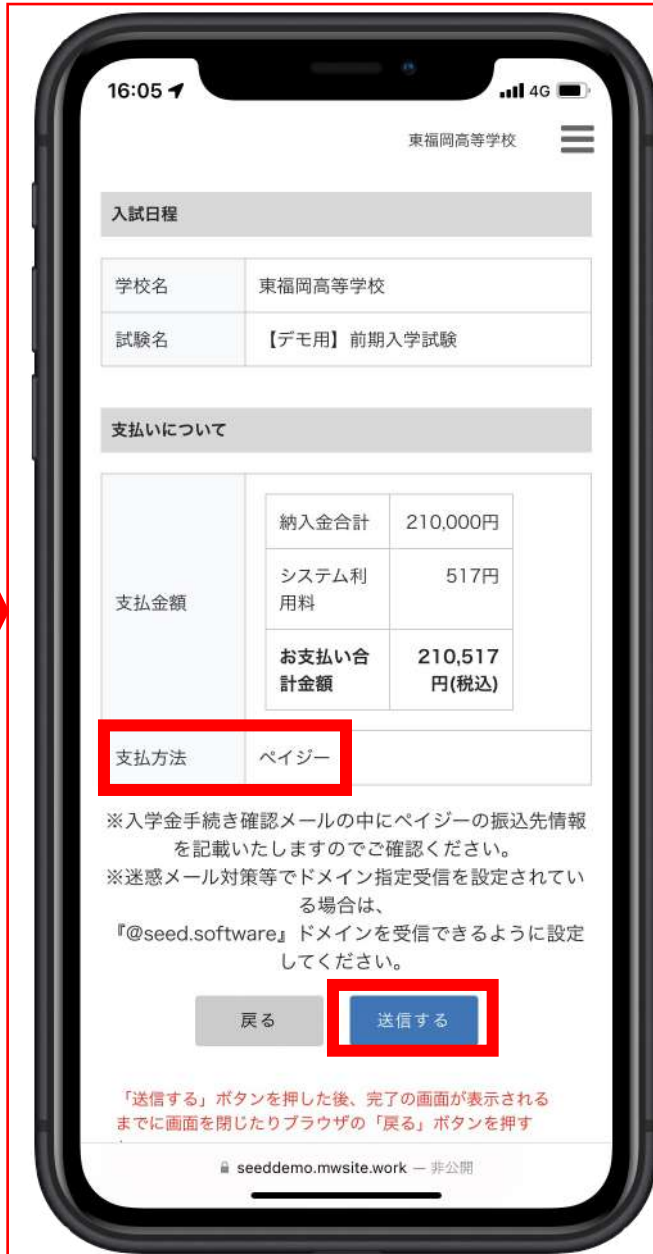 16:05
4G
東福岡高等学校
入試日程
学校名 東福岡高等学校
試験名 【デモ用】前期入学試験
支払いについて
支払金額
納入金合計 210,000円
システム利 517円
用料
お支払い合 210,517
計金額 円(税込)
支払方法 ペイジー
※入学金手続き確認メールの中にペイジーの振込先情報
を記載いたしますのでご確認ください。
※迷惑メール対策等でドメイン指定受信を設定されてい
る場合は、
『@seed.software』ドメインを受信できるように設定
してください。
戻る 送信する
「送信する」ボタンを押した後、完了の画面が表示される
までに画面を閉じたりブラウザの「戻る」ボタンを押す
seeddemo.mwsite.work — 非公開